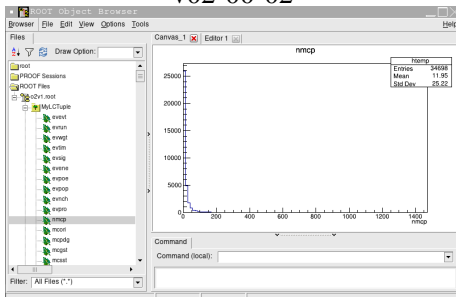 v02-00-02
ROOT Object Browser
Browser File Edit View Options Tools Help
Files
Draw Option:
root
PROOF Sessions
ROOT Files
o2v1.root
MyLCTuple
evevt
evrun
evwgt
evtim
evsig
evene
evpoe
evpop
evnch
evpro
nmcp
mcori
mcpdg
mcgst
mcsst
Filter: All Files (*.*)
Canvas_1 Editor 1
nmcp
htemp
Entries 34698
Mean 11.95
Std Dev 25.22
25000
20000
15000
10000
5000
0
0 200 400 600 800 1000 1200 1400
nmcp
Command
Command (local):